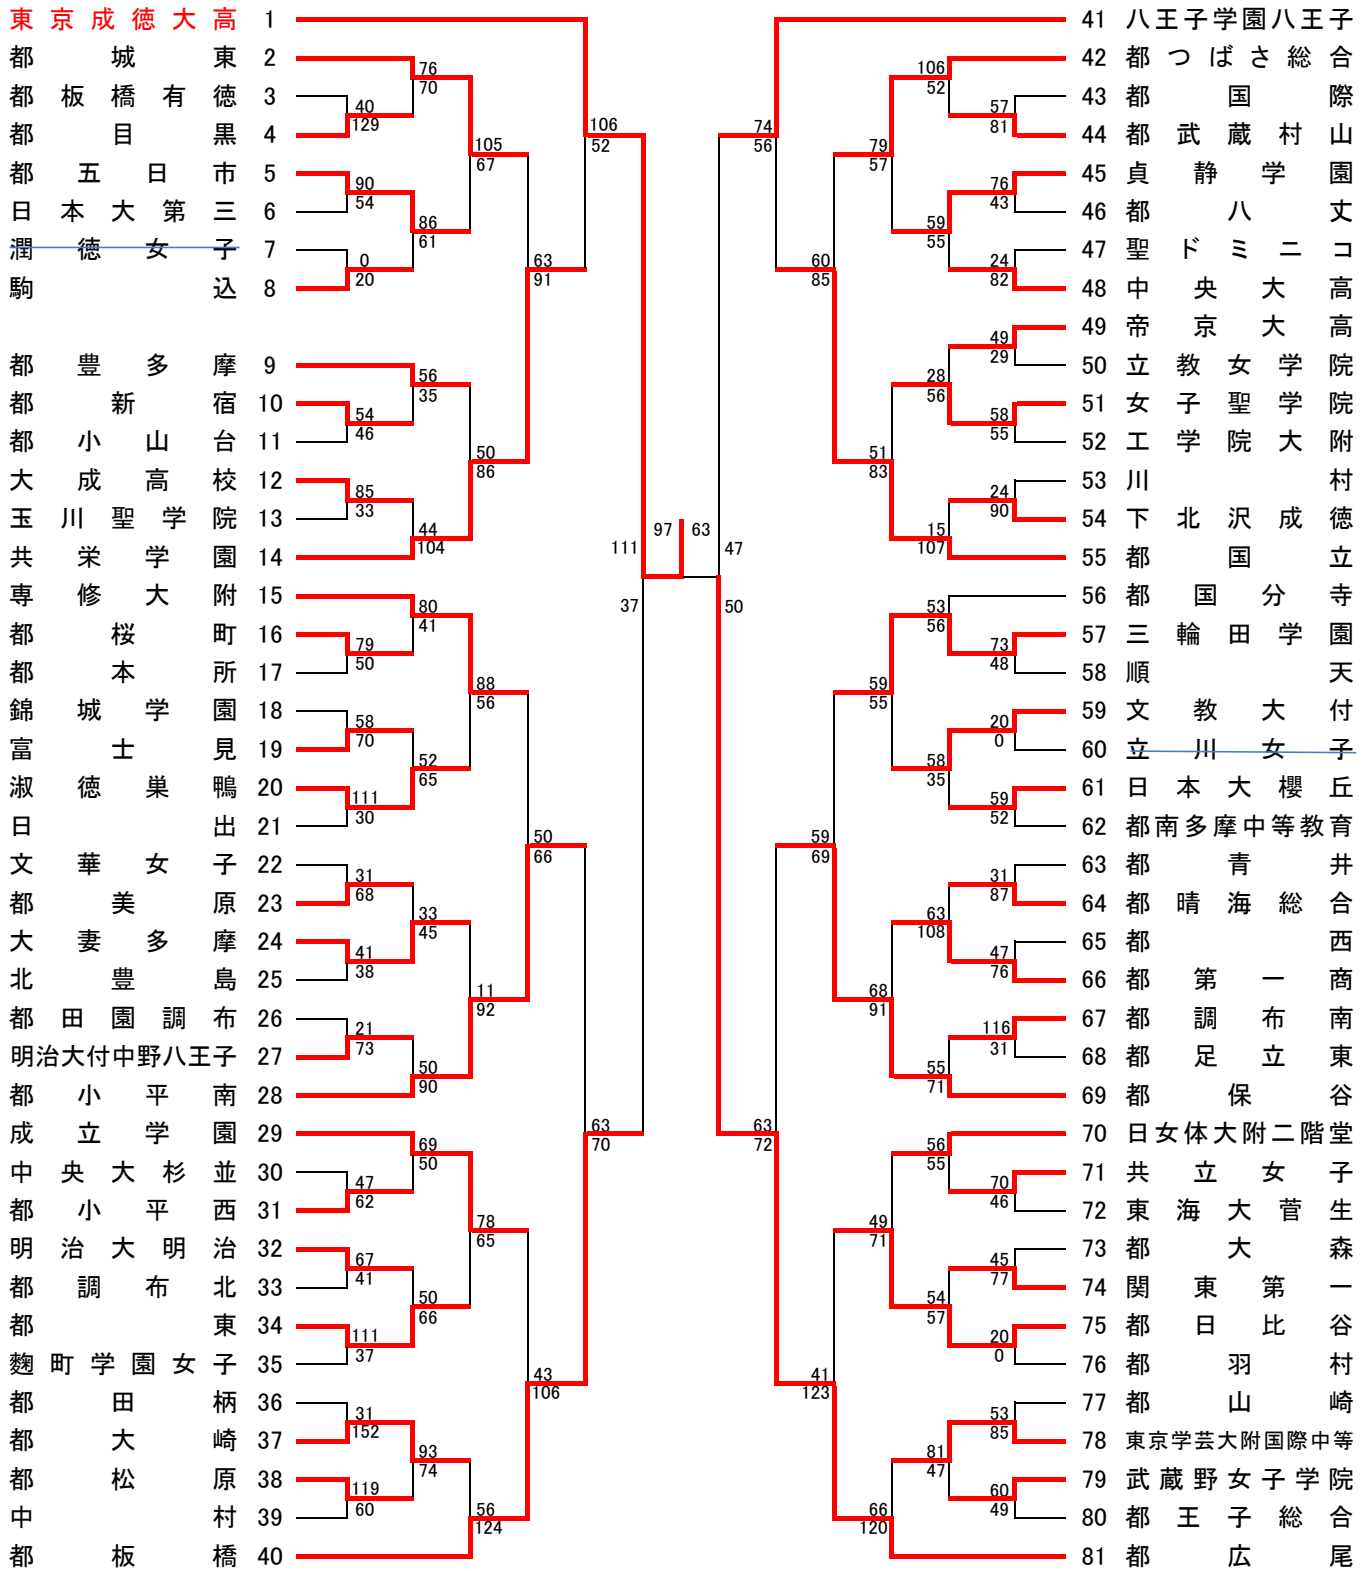 東京成徳大高 1
都城東 2
都板橋有徳 3
都目黒 4
都五日市 5
日本大第三 6
潤徳女子 7
駒込 8
都豊多摩 9
都新宿 10
都小山台 11
大成高校 12
玉川聖学院 13
共栄学園 14
専修大附 15
都桜町 16
都本所 17
錦城学園 18
富士見 19
淑徳巣鴨 20
日出 21
文華女子 22
都美原 23
大妻多摩 24
北豊島 25
都田園調布 26
明治大付中野八王子 27
都小平南 28
成立学園 29
中央大杉並 30
都小平西 31
明治大明治 32
都調布北 33
都東 34
麹町学園女子 35
都田柄 36
都大崎 37
都松原 38
中村 39
都板橋 40
40
129
90
54
0
20
54
46
85
33
79
50
58
70
111
30
31
68
41
38
21
73
47
62
67
41
111
37
31
152
119
60
76
70
86
61
56
35
44
104
80
41
52
65
33
45
50
90
69
50
50
66
93
74
105
67
50
86
88
56
11
92
78
65
56
124
63
91
50
66
43
106
106
52
63
70
111
37
97 63
47
50
74
56
63
72
60
85
59
69
41
123
79
57
51
83
59
55
68
91
49
71
66
120
106
52
59
55
28
56
15
107
53
56
58
35
63
108
55
71
56
55
54
57
81
47
57
81
76
43
24
82
49
29
58
55
24
90
73
48
20
0
59
52
31
87
47
76
116
31
70
46
45
77
20
0
53
85
60
49
41 八王子学園八王子
42 都つばさ総合
43 都国際
44 都武蔵村山
45 貞静学園
46 都八丈
47 聖ドミニコ
48 中央大高
49 帝京大高
50 立教女学院
51 女子聖学院
52 工学院大附
53 川村
54 下北沢成徳
55 都国立
56 都国分寺
57 三輪田学園
58 順天
59 文教大付
60 立川女子
61 日本大櫻丘
62 都南多摩中等教育
63 都青井
64 都晴海総合
65 都西
66 都第一商
67 都調布南
68 都足立東
69 都保谷
70 日女体大附二階堂
71 共立女子
72 東海大菅生
73 都大森
74 関東第一
75 都日比谷
76 都羽村
77 都山崎
78 東京学芸大附国際中等
79 武蔵野女子学院
80 都王子総合
81 都広尾